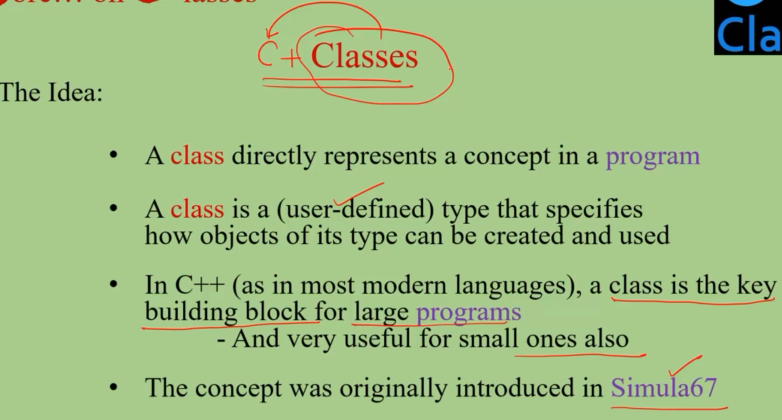 C+ Classes
Cla
The Idea:
• A class directly represents a concept in a program
• A class is a (user-defined) type that specifies
how objects of its type can be created and used
• In C++ (as in most modern languages), a class is the key
building block for large programs
- And very useful for small ones also
• The concept was originally introduced in Simula67